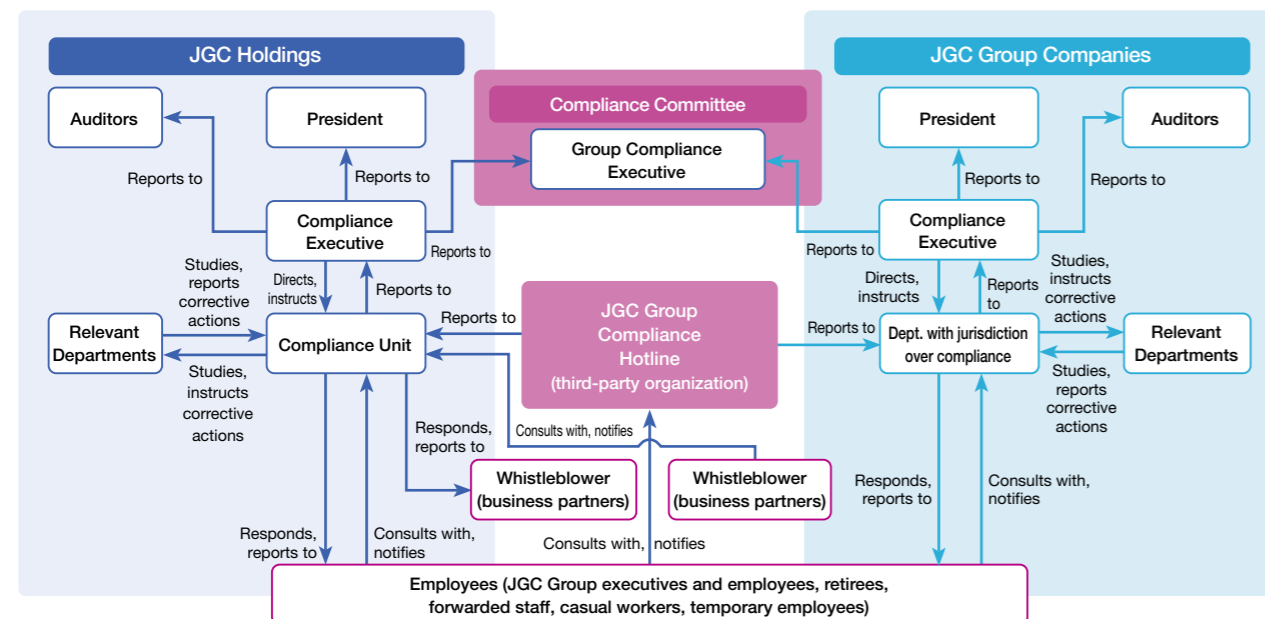 JGC Holdings
JGC Group Companies
Compliance Committee
Auditors
President
Group Compliance
Executive
President
Auditors
Reports to
Reports to
Reports to
Reports to
Compliance
Executive
Reports to
Compliance
Executive
Reports to
Studies,
reports
corrective
actions
Directs,
instructs
Reports to
Directs,
instructs
Reports
to
Studies,
instructs
corrective
actions
JGC Group
Compliance
Hotline
(third-party organization)
Reports to
Reports to
Relevant
Departments
Compliance Unit
Dept. with jurisdiction
over compliance
Relevant
Departments
Studies,
instructs
corrective
actions
Studies,
reports
corrective
actions
Responds,
reports to
Consults with, notifies
Whistleblower
(business partners)
Whistleblower
(business partners)
Responds,
reports to
Consults with,
notifies
Responds,
reports to
Consults with,
notifies
Consults with, notifies
Employees (JGC Group executives and employees, retirees,
forwarded staff, casual workers, temporary employees)